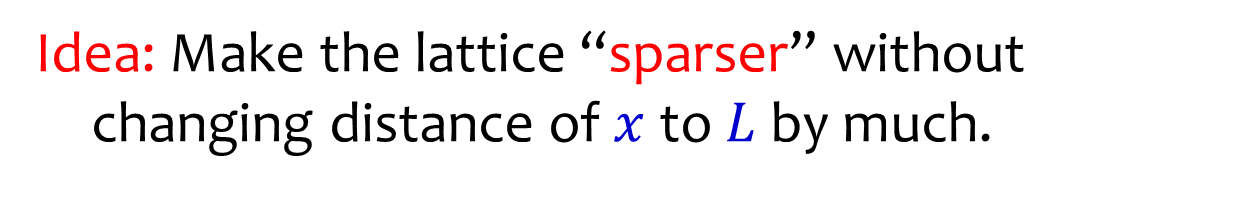 Idea: Make the lattice “sparser” without
changing distance of x to L by much.